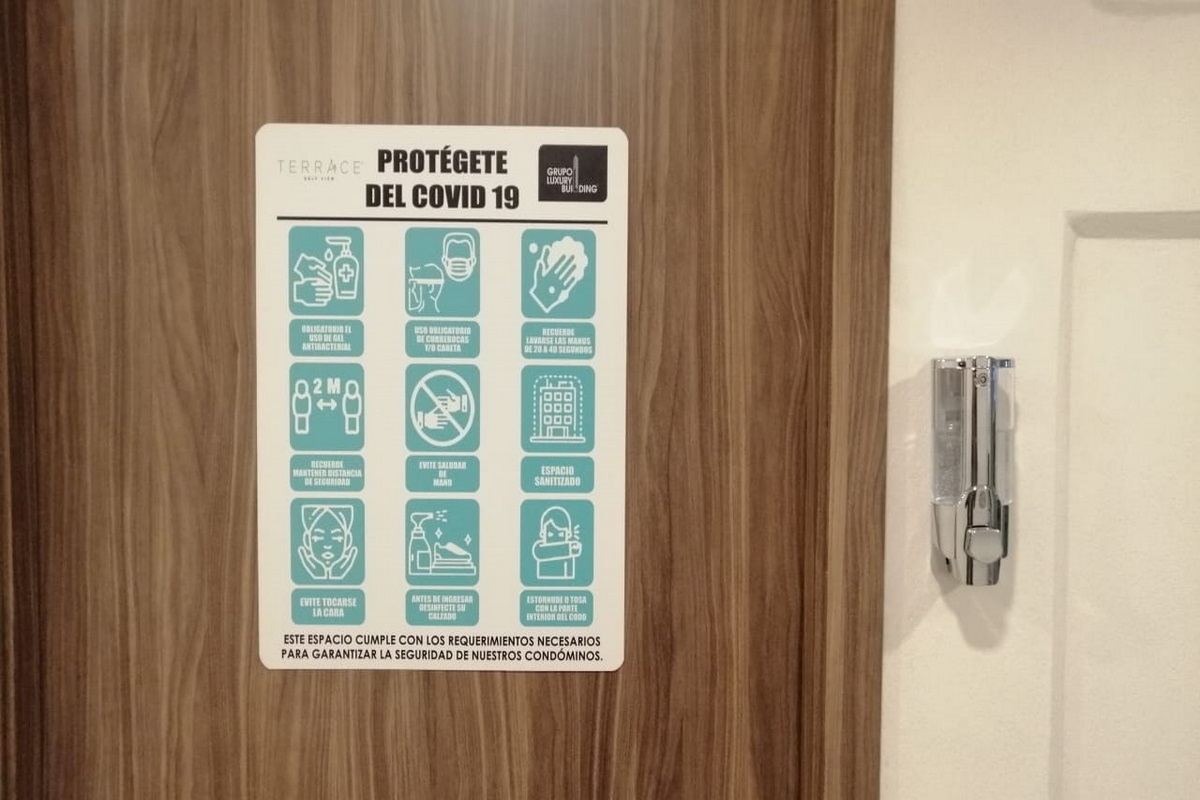 TERRACE
GOLF VIEW
PROTÉGETE
DEL COVID 19
GRUPO
LUXURY
BUILDING
OBLIGATORIO EL
USO DE GEL
ANTIBACTERIAL
USO OBLIGATORIO
DE CUBREBOCAS
Y/O CARETA
RECUERDE
LAVARSE LAS MANOS
DE 20 A 40 SEGUNDOS
2 M
RECUERDE
MANTENER DISTANCIA
DE SEGURIDAD
EVITE SALUDAR
DE
MANO
ESPACIO
SANITIZADO
EVITE TOCARSE
LA CARA
ANTES DE INGRESAR
DESINFECTE SU
CALZADO
ESTORNUDE O TOSA
CON LA PARTE
INTERIOR DEL CODO
ESTE ESPACIO CUMPLE CON LOS REQUERIMIENTOS NECESARIOS
PARA GARANTIZAR LA SEGURIDAD DE NUESTROS CONDÓMINOS.